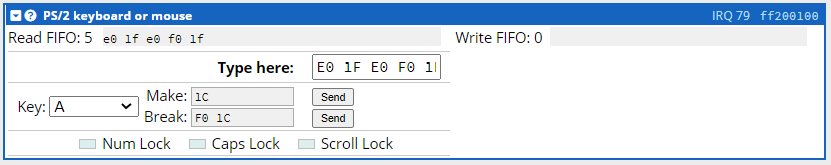 PS/2 keyboard or mouse IRQ 79 ff200100
Read FIFO: 5 e0 1f e0 f0 1f Write FIFO: 0
Type here: E0 1F E0 F0 1
Key: A Make: 1C Send
Break: F0 1C Send
Num Lock Caps Lock Scroll Lock